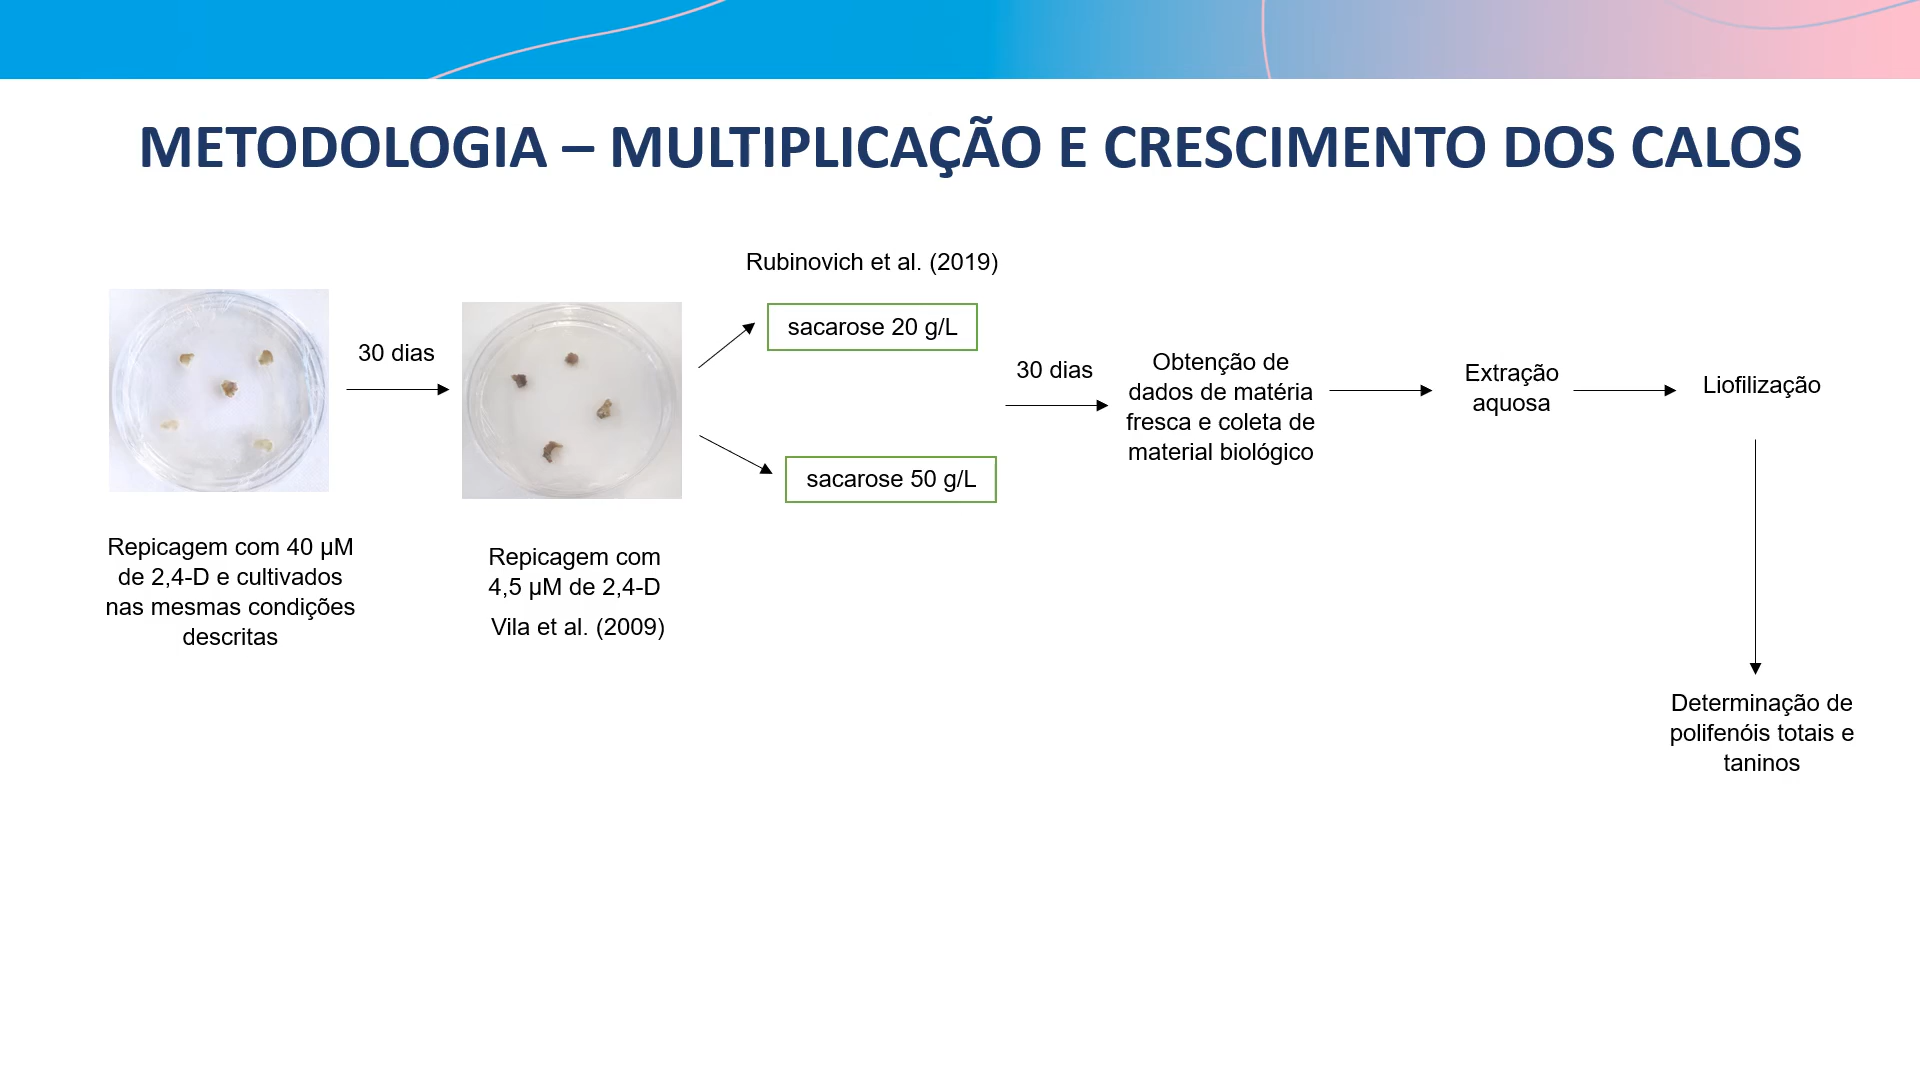 METODOLOGIA – MULTIPLICAÇÃO E CRESCIMENTO DOS CALOS
30 dias
Repicagem com 40 µM
de 2,4-D e cultivados
nas mesmas condições
descritas
Repicagem com
4,5 µM de 2,4-D
Vila et al. (2009)
Rubinovich et al. (2019)
sacarose 20 g/L
sacarose 50 g/L
30 dias
Obtenção de
dados de matéria
fresca e coleta de
material biológico
Extração
aquosa
Liofilização
Determinação de
polifenóis totais e
taninos